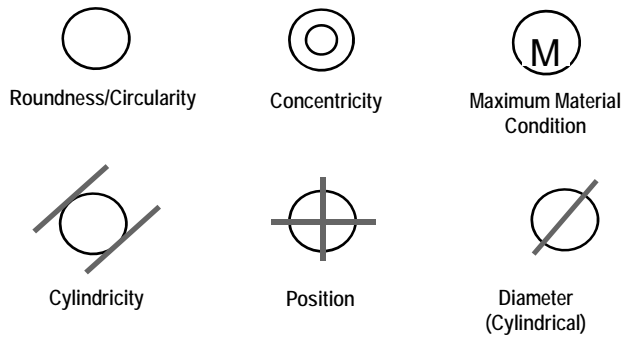 M
Roundness/Circularity
Concentricity
Maximum Material
Condition
Cylindricity
Position
Diameter
(Cylindrical)